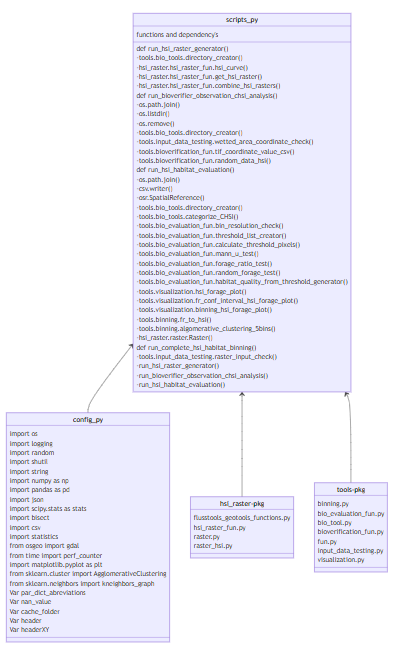 scripts_py
functions and dependency's
def run_hsi_raster_generator()
-tools.bio_tools.directory_creator()
-hsi_raster.hsi_raster_fun.hsi_curve()
-hsi_raster.hsi_raster_fun.get_hsi_raster()
-hsi_raster.hsi_raster_fun.combine_hsi_rasters()
def run_bioverifier_observation_chsi_analysis()
-os.path.join()
-os.listdir()
-os.remove()
-tools.bio_tools.directory_creator()
-tools.input_data_testing.wetted_area_coordinate_check()
-tools.bioverification_fun.tif_coordinate_value_csv()
-tools.bioverification_fun.random_data_hsi()
def run_hsi_habitat_evaluation()
-os.path.join()
-csv.writer()
-osr.SpatialReference()
-tools.bio_tools.directory_creator()
-tools.bio_tools.categorize_CHSI()
-tools.bio_evaluation_fun.bin_resolution_check()
-tools.bio_evaluation_fun.threshold_list_creator()
-tools.bio_evaluation_fun.calculate_threshold_pixels()
-tools.bio_evaluation_fun.mann_u_test()
-tools.bio_evaluation_fun.forage_ratio_test()
-tools.bio_evaluation_fun.random_forage_test()
-tools.bio_evaluation_fun.habitat_quality_from_threshold_generator()
-tools.visualization.hsi_forage_plot()
-tools.visualization.fr_conf_interval_hsi_forage_plot()
-tools.visualization.binning_hsi_forage_plot()
-tools.binning.fr_to_hsi()
-tools.binning.algomerative_clustering_5bins()
-hsi_raster.raster.Raster()
def run_complete_hsi_habitat_binning()
-tools.input_data_testing.raster_input_check()
-run_hsi_raster_generator()
-run_bioverifier_observation_chsi_analysis()
-run_hsi_habitat_evaluation()
config_py
import os
import logging
import random
import shutil
import string
import numpy as np
import pandas as pd
import json
import scipy.stats as stats
import bisect
import csv
import statistics
from osgeo import gdal
from time import perf_counter
import matplotlib.pyplot as plt
from sklearn.cluster import AgglomerativeClustering
from sklearn.neighbors import kneighbors_graph
Var par_dict_abreviations
Var nan_value
Var cache_folder
Var header
Var headerXY
hsi_raster-pkg
flusstools_geotools_functions.py
hsi_raster_fun.py
raster.py
raster_hsi.py
tools-pkg
binning.py
bio_evaluation_fun.py
bio_tool.py
bioverification_fun.py
fun.py
input_data_testing.py
visualization.py